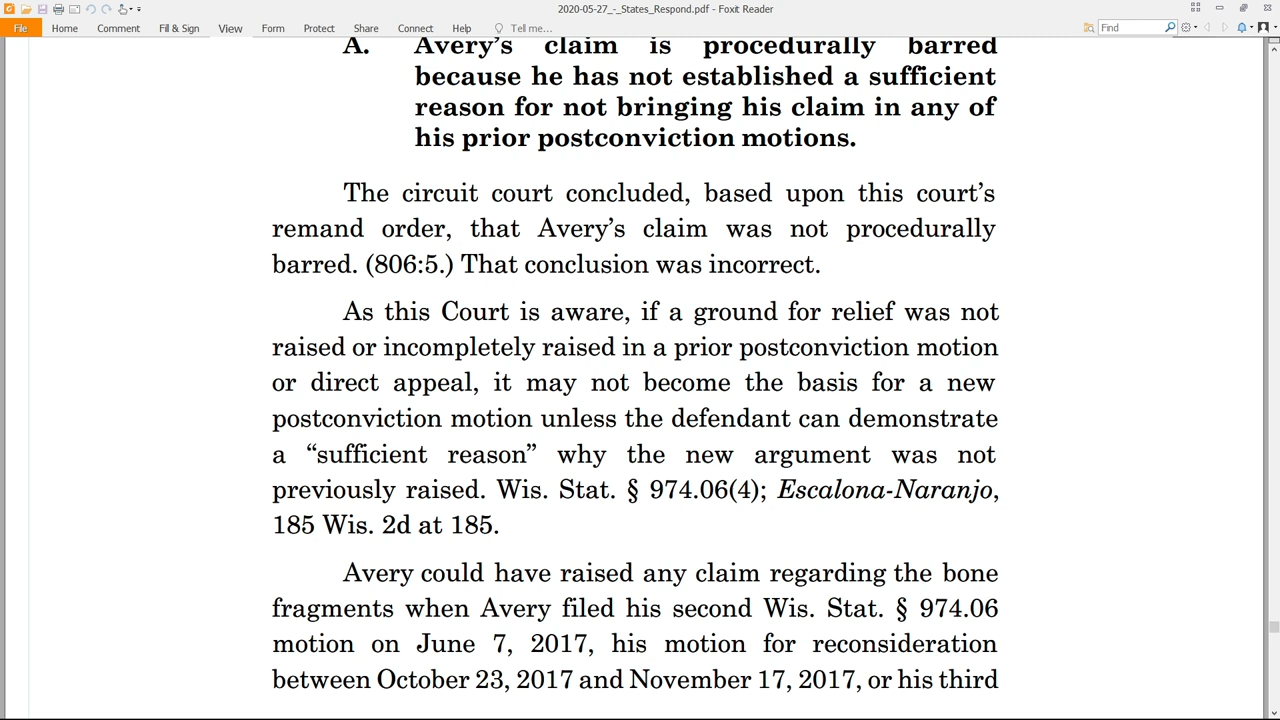 2020-05-27_-_States_Respond.pdf - Foxit Reader
File Home Comment Fill & Sign View Form Protect Share Connect Help Tell me... Find
A. Avery’s claim is procedurally barred
because he has not established a sufficient
reason for not bringing his claim in any of
his prior postconviction motions.
The circuit court concluded, based upon this court’s
remand order, that Avery’s claim was not procedurally
barred. (806:5.) That conclusion was incorrect.
As this Court is aware, if a ground for relief was not
raised or incompletely raised in a prior postconviction motion
or direct appeal, it may not become the basis for a new
postconviction motion unless the defendant can demonstrate
a “sufficient reason” why the new argument was not
previously raised. Wis. Stat. § 974.06(4); Escalona-Naranjo,
185 Wis. 2d at 185.
Avery could have raised any claim regarding the bone
fragments when Avery filed his second Wis. Stat. § 974.06
motion on June 7, 2017, his motion for reconsideration
between October 23, 2017 and November 17, 2017, or his third